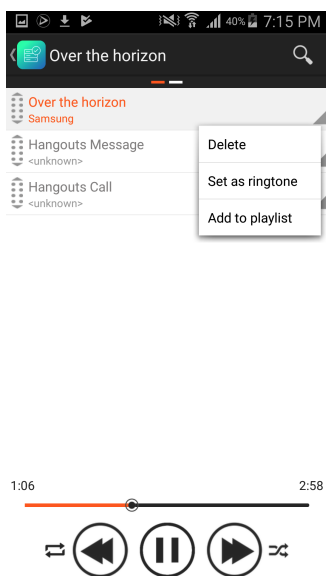 40% 7:15 PM
Over the horizon
Over the horizon
Samsung
Hangouts Message
<unknown>
Hangouts Call
<unknown>
Delete
Set as ringtone
Add to playlist
1:06 2:58